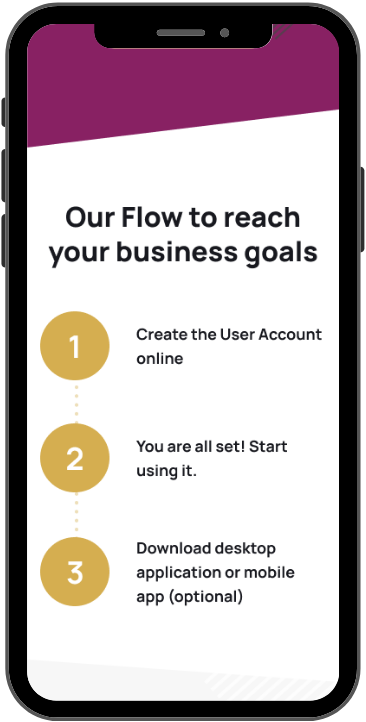 Our Flow to reach
your business goals
1
Create the User Account
online
2
You are all set! Start
using it.
3
Download desktop
application or mobile
app (optional)